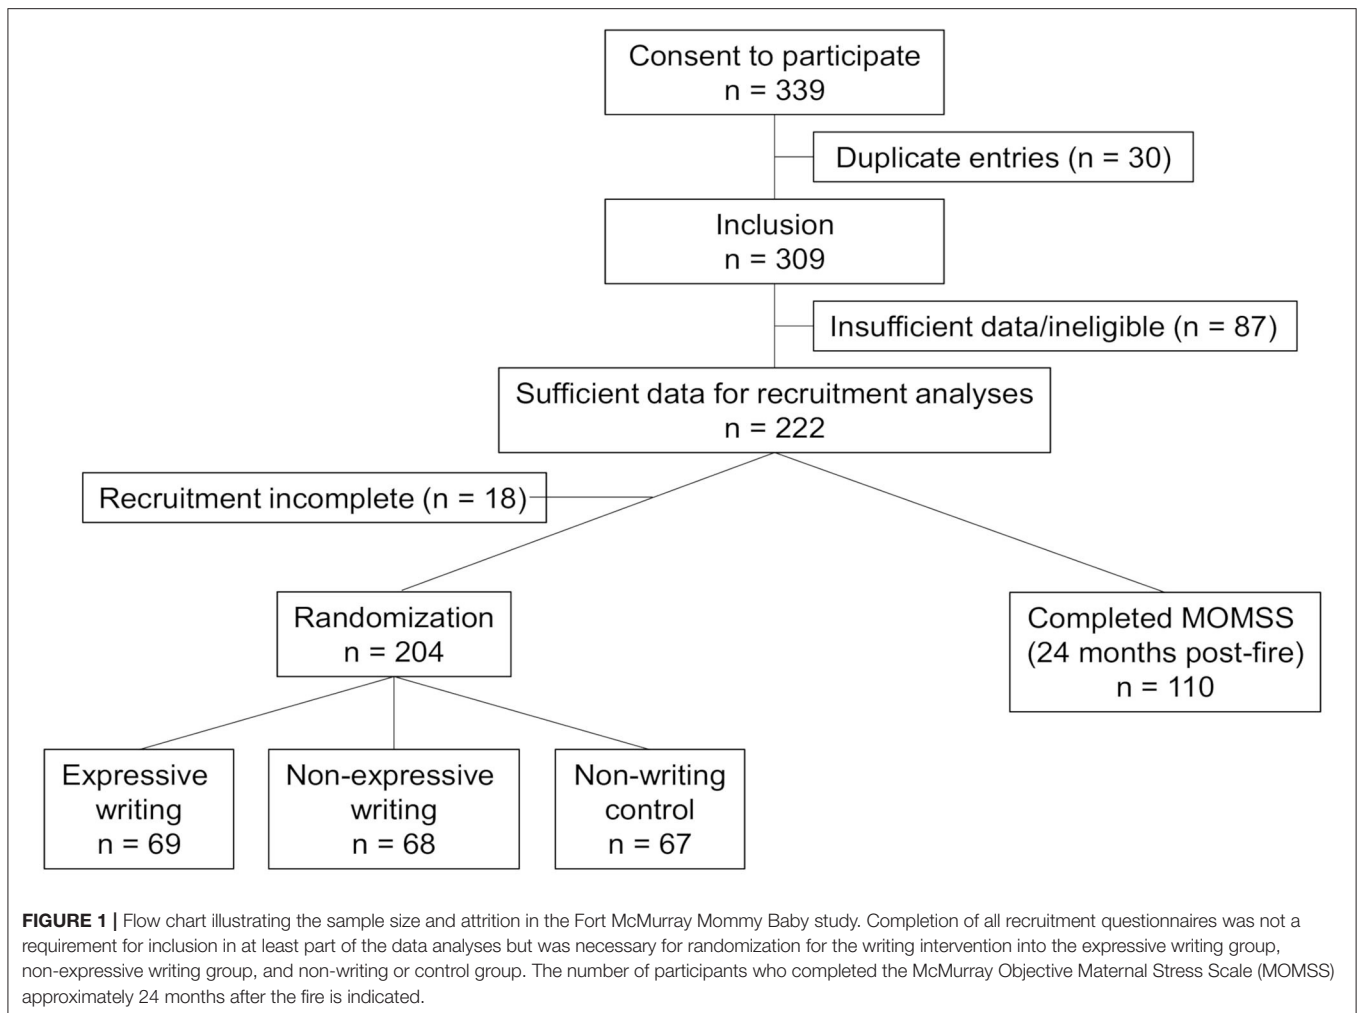 Consent to participate
n = 339
Duplicate entries (n = 30)
Inclusion
n = 309
Insufficient data/ineligible (n = 87)
Sufficient data for recruitment analyses
n = 222
Recruitment incomplete (n = 18)
Randomization
n = 204
Completed MOMSS
(24 months post-fire)
n = 110
Expressive
writing
n = 69
Non-expressive
writing
n = 68
Non-writing
control
n = 67
FIGURE 1 | Flow chart illustrating the sample size and attrition in the Fort McMurray Mommy Baby study. Completion of all recruitment questionnaires was not a
requirement for inclusion in at least part of the data analyses but was necessary for randomization for the writing intervention into the expressive writing group,
non-expressive writing group, and non-writing or control group. The number of participants who completed the McMurray Objective Maternal Stress Scale (MOMSS)
approximately 24 months after the fire is indicated.